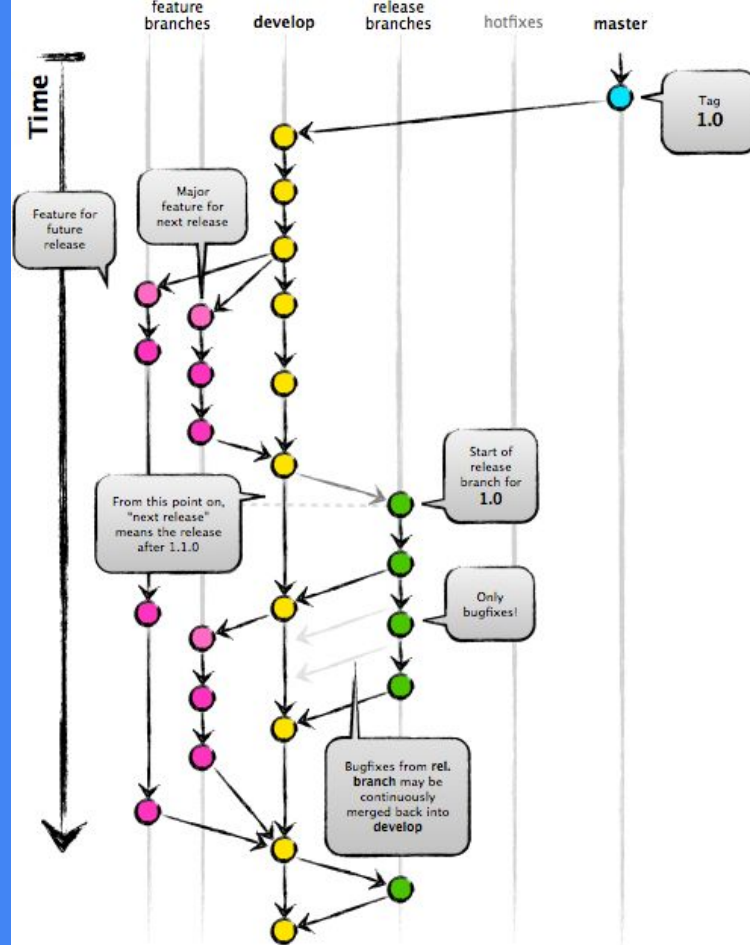 feature
branches
develop
release
branches
hotfixes
master
Time
Tag
1.0
Major
feature for
next release
Feature for
future
release
Start of
release
branch for
1.0
From this point on,
"next release"
means the release
after 1.1.0
Only
bugfixes!
Bugfixes from rel.
branch may be
continuously
merged back into
develop